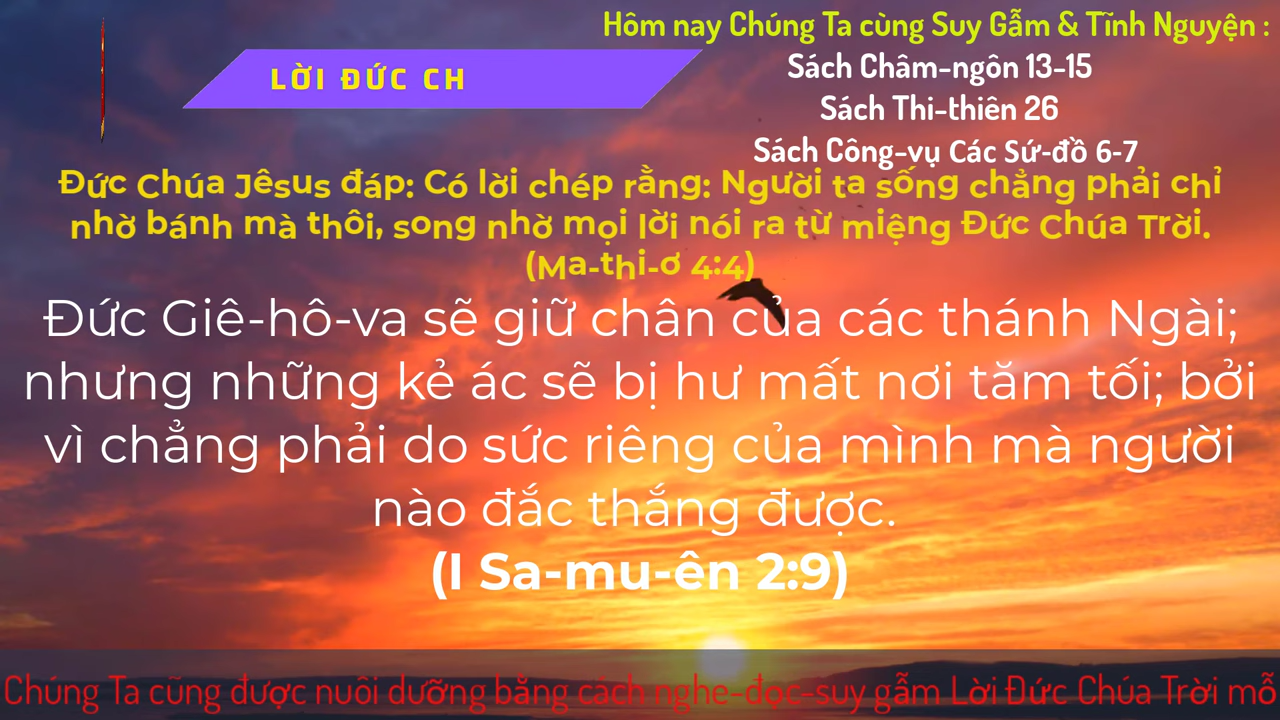 Hôm nay Chúng Ta cùng Suy Gẫm & Tĩnh Nguyện :
Sách Châm-ngôn 13-15
Sách Thi-thiên 26
Sách Công-vụ Các Sứ-đồ 6-7
LỜI ĐỨC CH
Đức Chúa Jêsus đáp: Có lời chép rằng: Người ta sống chẳng phải chỉ
nhờ bánh mà thôi, song nhờ mọi lời nói ra từ miệng Đức Chúa Trời.
(Ma-thi-ơ 4:4)
Đức Giê-hô-va sẽ giữ chân của các thánh Ngài;
nhưng những kẻ ác sẽ bị hư mất nơi tăm tối; bởi
vì chẳng phải do sức riêng của mình mà người
nào đắc thắng được.
(I Sa-mu-ên 2:9)
Chúng Ta cũng được nuôi dưỡng bằng cách nghe-đọc-suy gẫm Lời Đức Chúa Trời mỗ